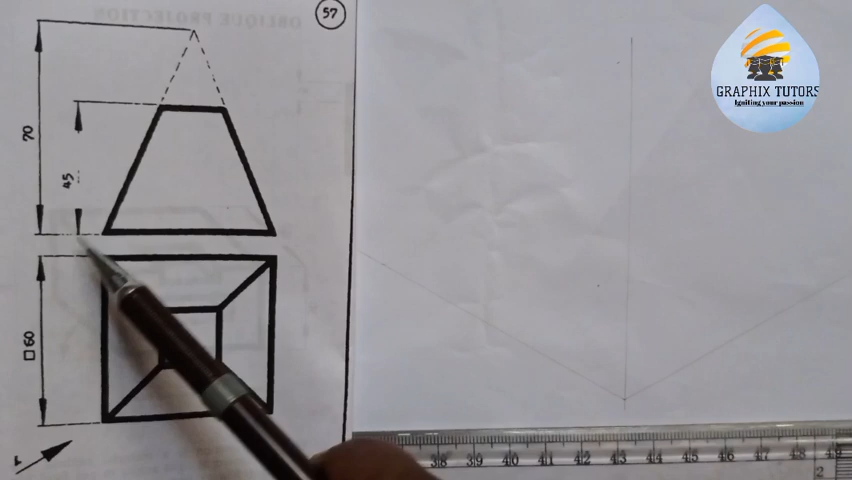 OBLIQUE PROJECTION
57
70
45
□60
GRAPHIX TUTORS
Igniting your passion
38 39 40 41 42 43 44 45 46 47 48 49
2